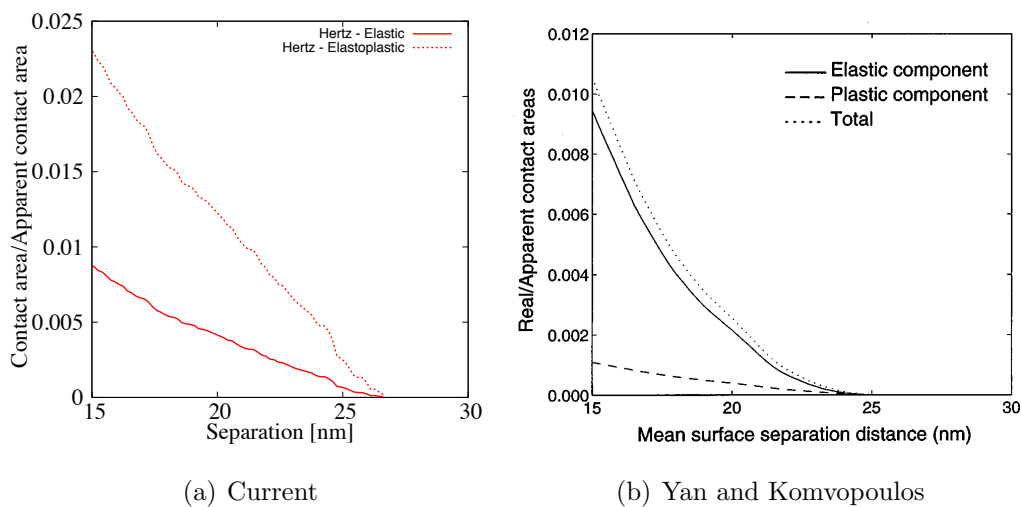 0.025
0.02
0.015
0.01
0.005
0
15
20
25
30
Contact area/Apparent contact area
Separation [nm]
Hertz - Elastic
Hertz - Elastoplastic
(a) Current
0.012
0.010
0.008
0.006
0.004
0.002
0.000
15
20
25
30
Real/Apparent contact areas
Mean surface separation distance (nm)
Elastic component
Plastic component
Total
(b) Yan and Komvopoulos